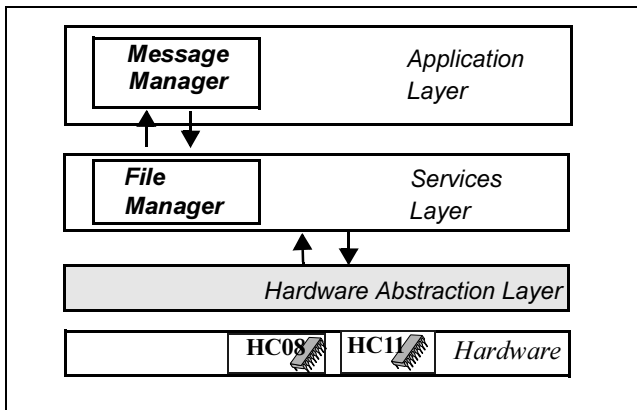 Message
Manager
Application
Layer
File
Manager
Services
Layer
Hardware Abstraction Layer
HC08
HC11
Hardware